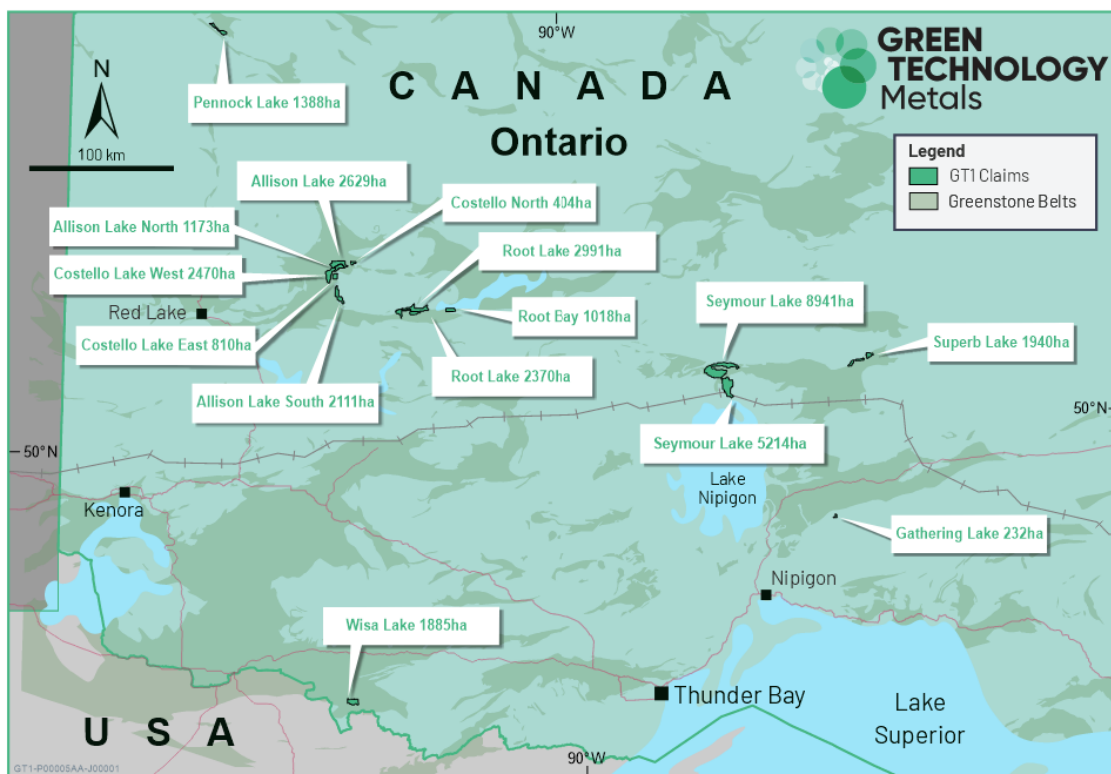 90°W
GREEN
TECHNOLOGY
Metals
N
100 km
CANADA
Ontario
Pennock Lake 1388ha
Legend
GT1 Claims
Greenstone Belts
Allison Lake 2629ha
Costello North 404ha
Allison Lake North 1173ha
Root Lake 2991ha
Costello Lake West 2470ha
Seymour Lake 8941ha
Red Lake
Root Bay 1018ha
Costello Lake East 810ha
Superb Lake 1940ha
Root Lake 2370ha
Allison Lake South 2111ha
50°N
Seymour Lake 5214ha
50°N
Lake
Nipigon
Kenora
Gathering Lake 232ha
Nipigon
Wisa Lake 1885ha
Thunder Bay
Lake
Superior
USA
90°W
GT1-P00005AA-J00001